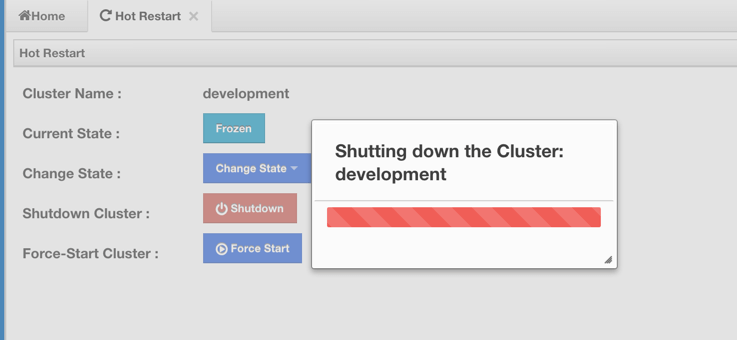 Home
Hot Restart
Hot Restart
Cluster Name : development
Current State : Frozen
Change State : Change State
Shutdown Cluster : Shutdown
Force-Start Cluster : Force Start
Shutting down the Cluster:
development